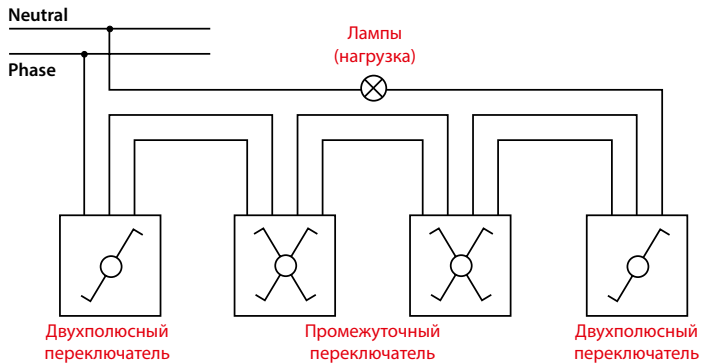 Neutral
Phase
Лампы
(нагрузка)
Двухполюсный
переключатель
Промежуточный
переключатель
Двухполюсный
переключатель